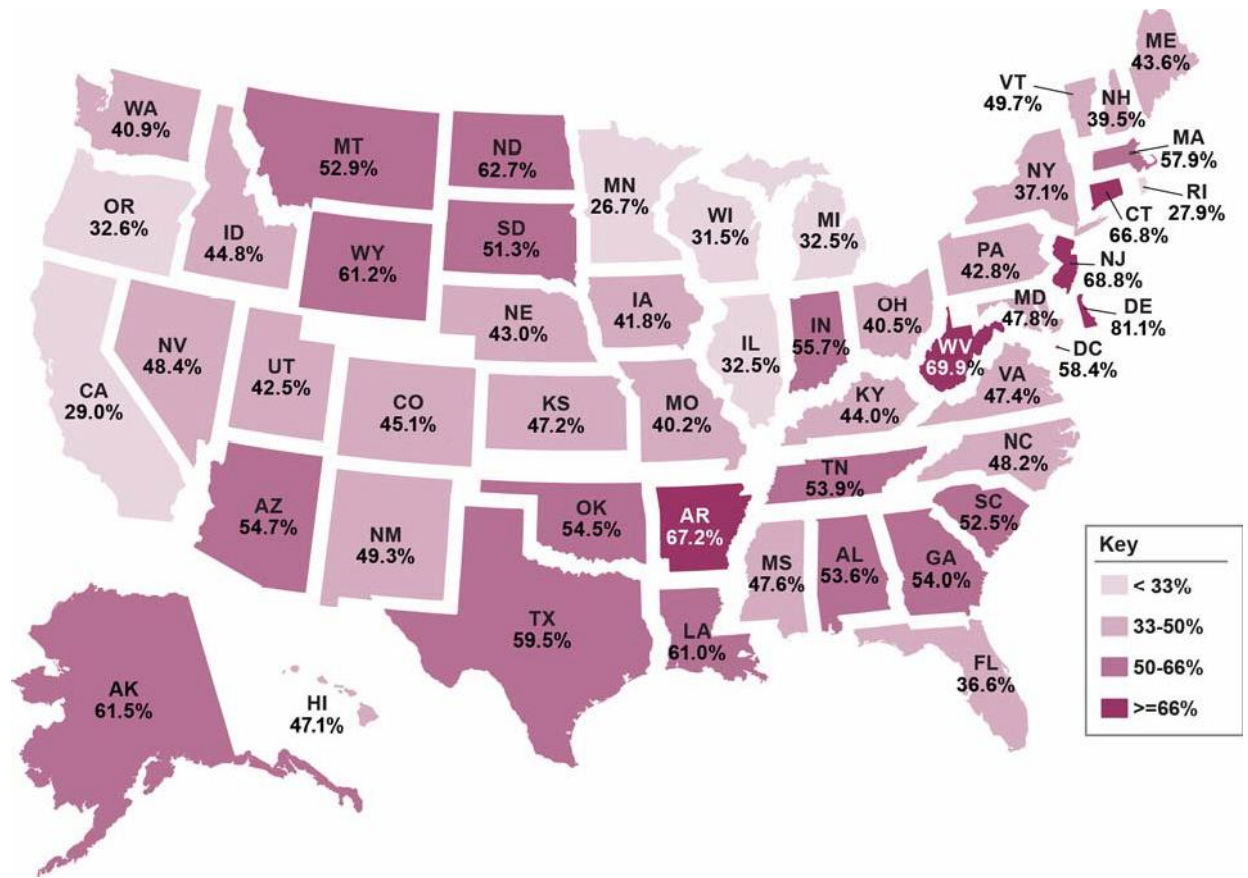 ME
43.6%
VT
49.7%
NH
39.5%
WA
40.9%
MT
52.9%
ND
62.7%
MA
57.9%
MN
26.7%
NY
37.1%
RI
27.9%
OR
32.6%
ID
44.8%
WI
31.5%
MI
32.5%
CT
66.8%
WY
61.2%
SD
51.3%
PA
42.8%
NJ
68.8%
NE
43.0%
IA
41.8%
OH
40.5%
MD
47.8%
DE
81.1%
NV
48.4%
UT
42.5%
IL
32.5%
IN
55.7%
WV
69.9%
DC
58.4%
CA
29.0%
CO
45.1%
KS
47.2%
MO
40.2%
KY
44.0%
VA
47.4%
NC
48.2%
TN
53.9%
AZ
54.7%
NM
49.3%
OK
54.5%
AR
67.2%
SC
52.5%
MS
47.6%
AL
53.6%
GA
54.0%
TX
59.5%
LA
61.0%
FL
36.6%
AK
61.5%
HI
47.1%
Key
< 33%
33-50%
50-66%
>=66%